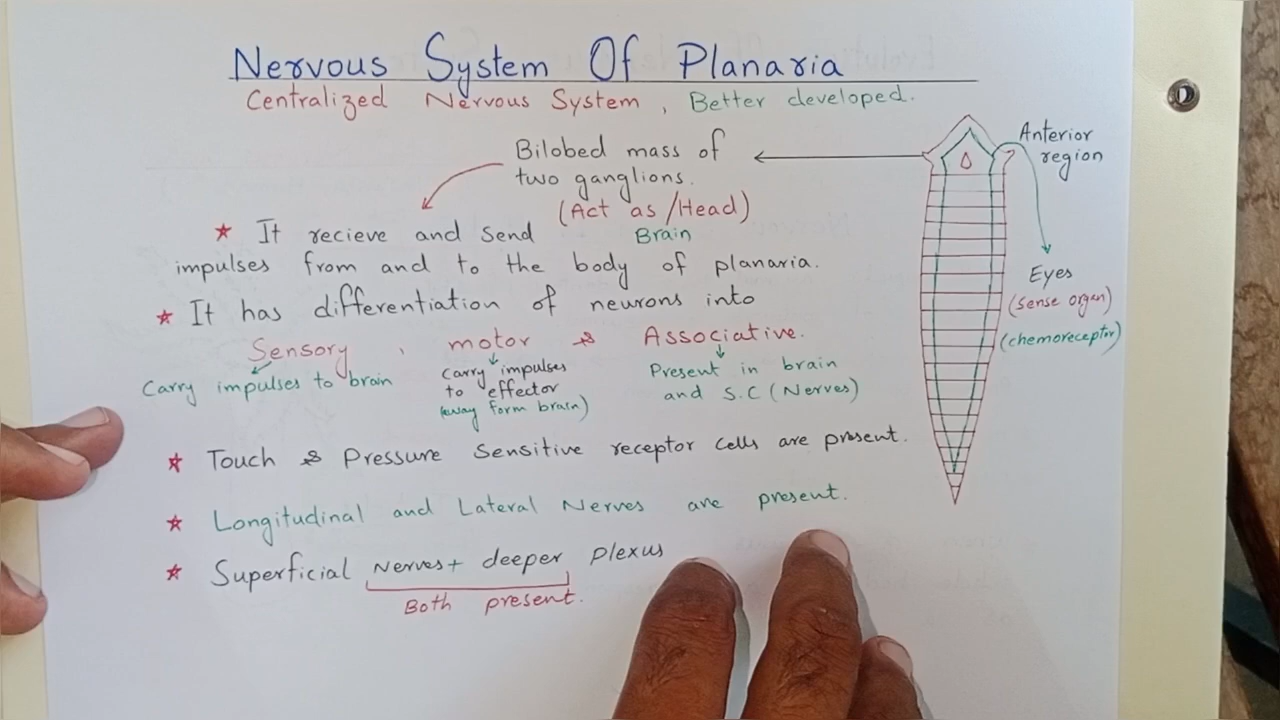 Nervous System Of Planaria
Centralized Nervous System, Better developed.
Anterior
region
Bilobed mass of
two ganglions.
(Act as /Head)
Brain
★ It recieve and send
impulses from and to the body of planaria.
Eyes
(sense organ)
(chemoreceptor)
★ It has differentiation of neurons into
Sensory, motor & Associative.
Carry impulses to brain
Carry impulses
to effector
(away form brain)
Present in brain
and S.C (Nerves)
★ Touch & Pressure Sensitive receptor cells are present.
★ Longitudinal and Lateral Nerves are present.
★ Superficial Nerves + deeper plexus
Both present.